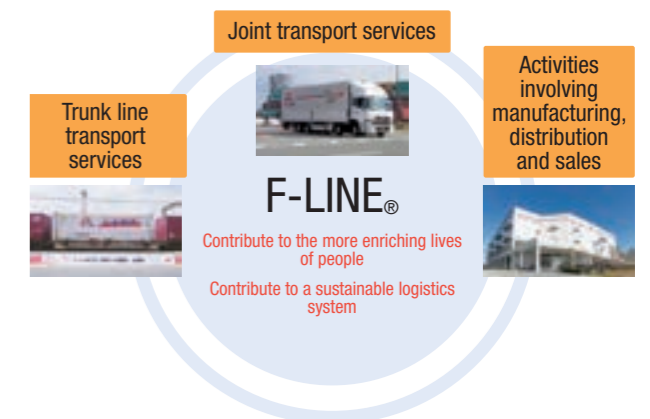 Joint transport services
Trunk line
transport
services
Activities
involving
manufacturing,
distribution
and sales
F-LINE®
Contribute to the more enriching lives
of people
Contribute to a sustainable logistics
system